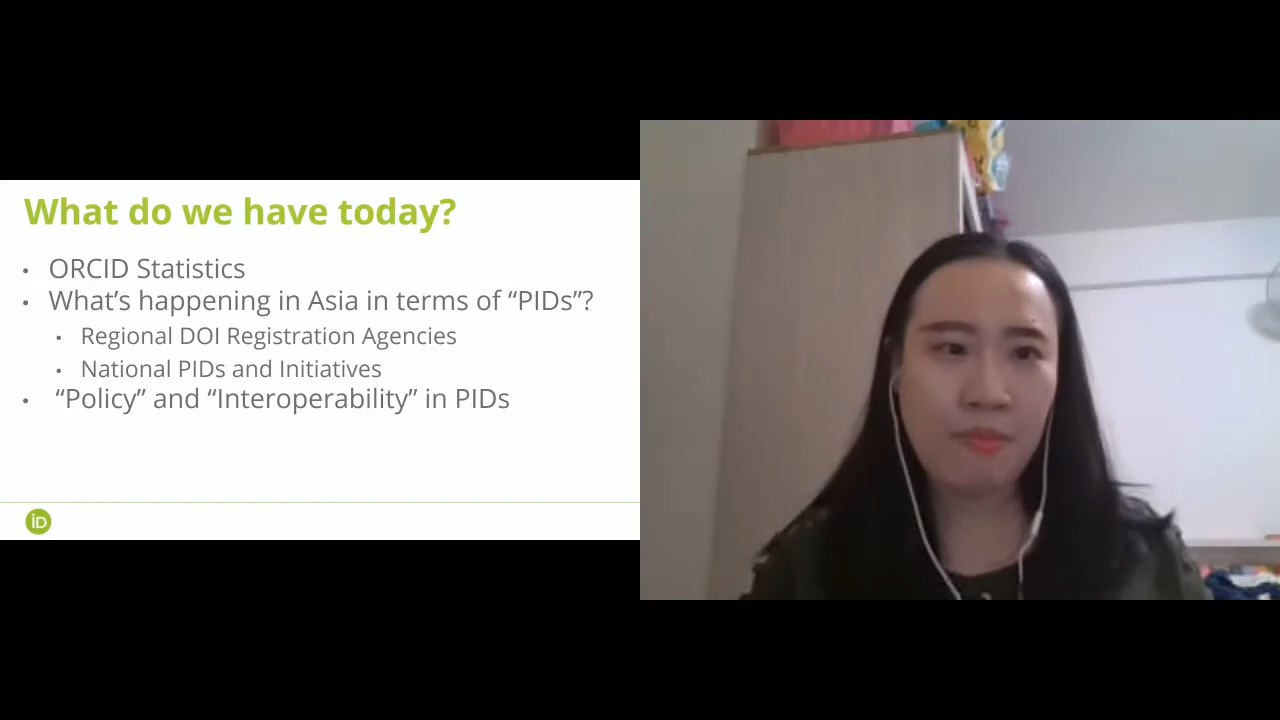 What do we have today?
• ORCID Statistics
• What's happening in Asia in terms of “PIDs”?
• Regional DOI Registration Agencies
• National PIDs and Initiatives
• “Policy” and “Interoperability” in PIDs
iD